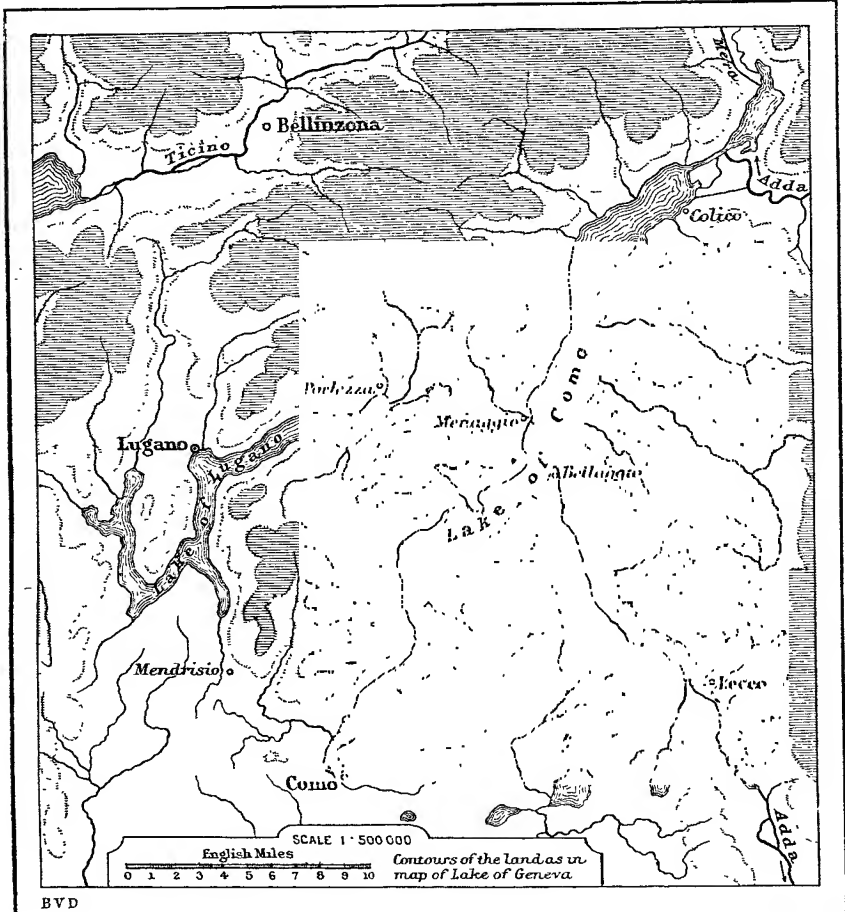 Mera
Bellinzona
Ticino
Adda
Colico
Porlezza
Menaggio
Lake of Como
Lugano
Lake of Lugano
Bellaggio
Mendrisio
Lecco
Como
Adda
SCALE 1 : 500 000
English Miles
0 1 2 3 4 5 6 7 8 9 10
Contours of the land as in
map of Lake of Geneva
BVD